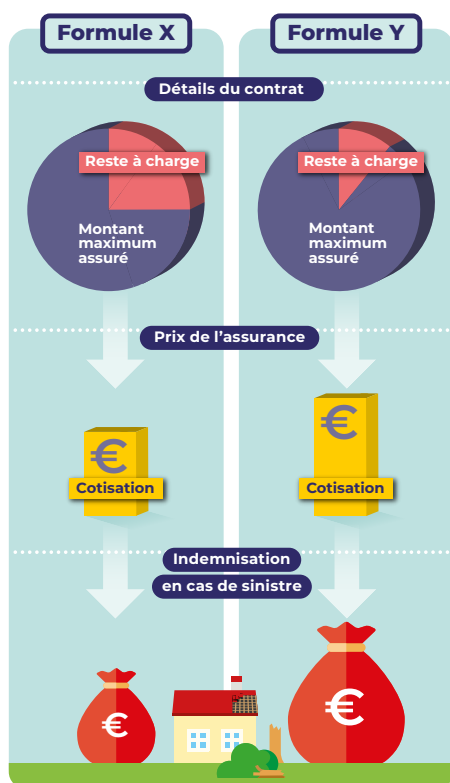 Formule X
Formule Y
Détails du contrat
Reste à charge
Montant
maximum
assuré
Reste à charge
Montant
maximum
assuré
Prix de l’assurance
€
Cotisation
€
Cotisation
Indemnisation
en cas de sinistre
€
€